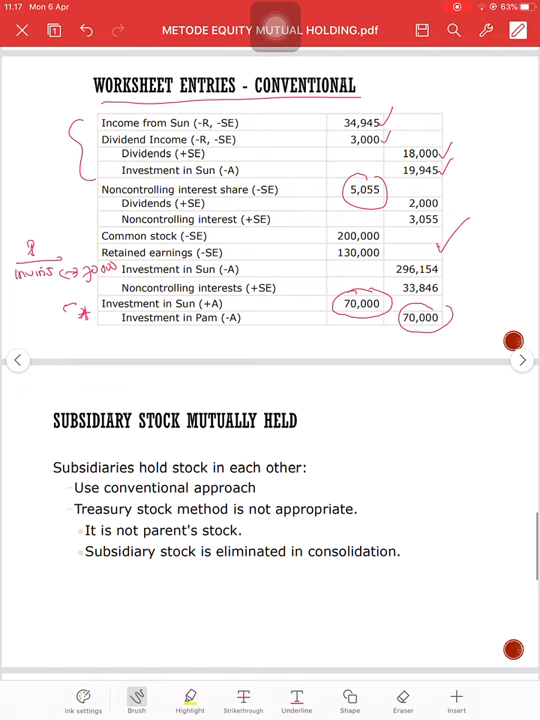 11.17 Mon 6 Apr
63%
METODE EQUITY MUTUAL HOLDING.pdf
1
WORKSHEET ENTRIES - CONVENTIONAL
Income from Sun (-R, -SE) 34,945
Dividend Income (-R, -SE) 3,000
Dividends (+SE) 18,000
Investment in Sun (-A) 19,945
Noncontrolling interest share (-SE) 5,055
Dividends (+SE) 2,000
Noncontrolling interest (+SE) 3,055
Common stock (-SE) 200,000
Retained earnings (-SE) 130,000
Investment in Sun (-A) 296,154
Noncontrolling interests (+SE) 33,846
Investment in Sun (+A) 70,000
Investment in Pam (-A) 70,000
SUBSIDIARY STOCK MUTUALLY HELD
Subsidiaries hold stock in each other:
Use conventional approach
Treasury stock method is not appropriate.
It is not parent's stock.
Subsidiary stock is eliminated in consolidation.
Ink settings
Brush
Highlight
Strikethrough
Underline
Shape
Eraser
Insert